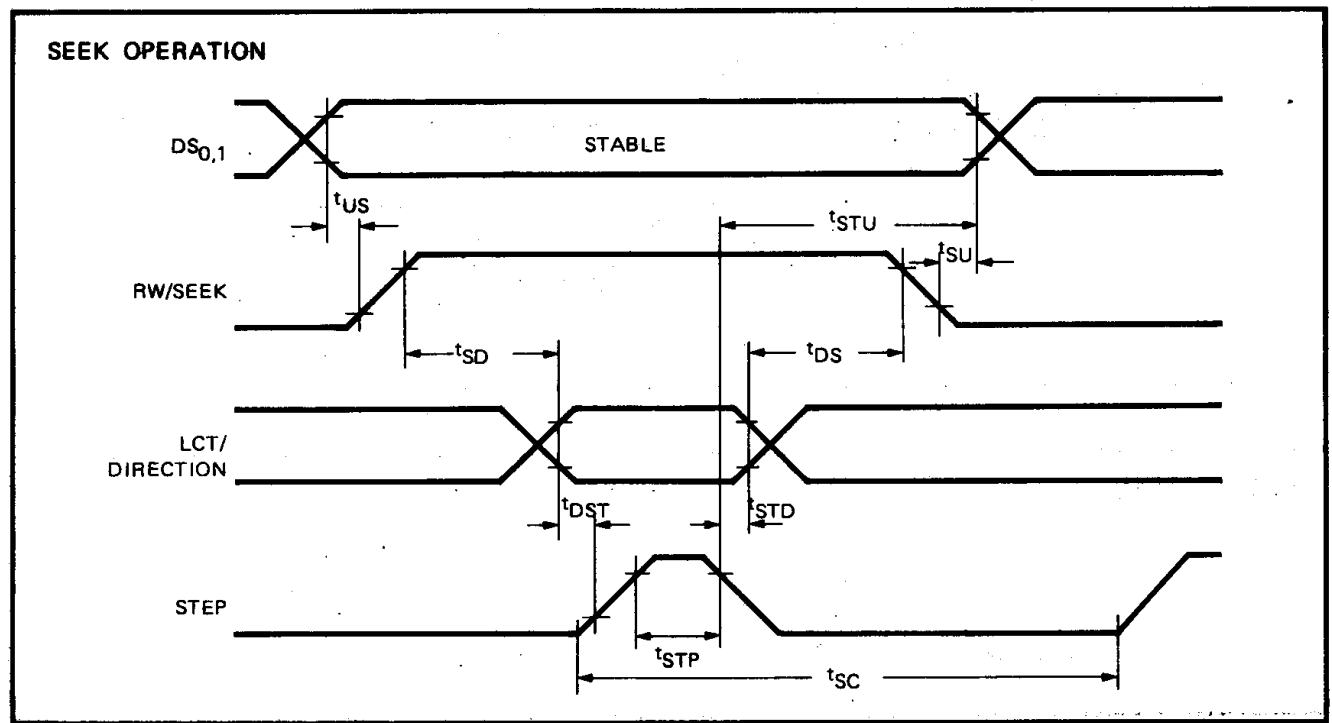 SEEK OPERATION
DS0,1
STABLE
tUS
tSTU
tSU
RW/SEEK
tSD
tDS
LCT/
DIRECTION
tDST
tSTD
STEP
tSTP
tSC